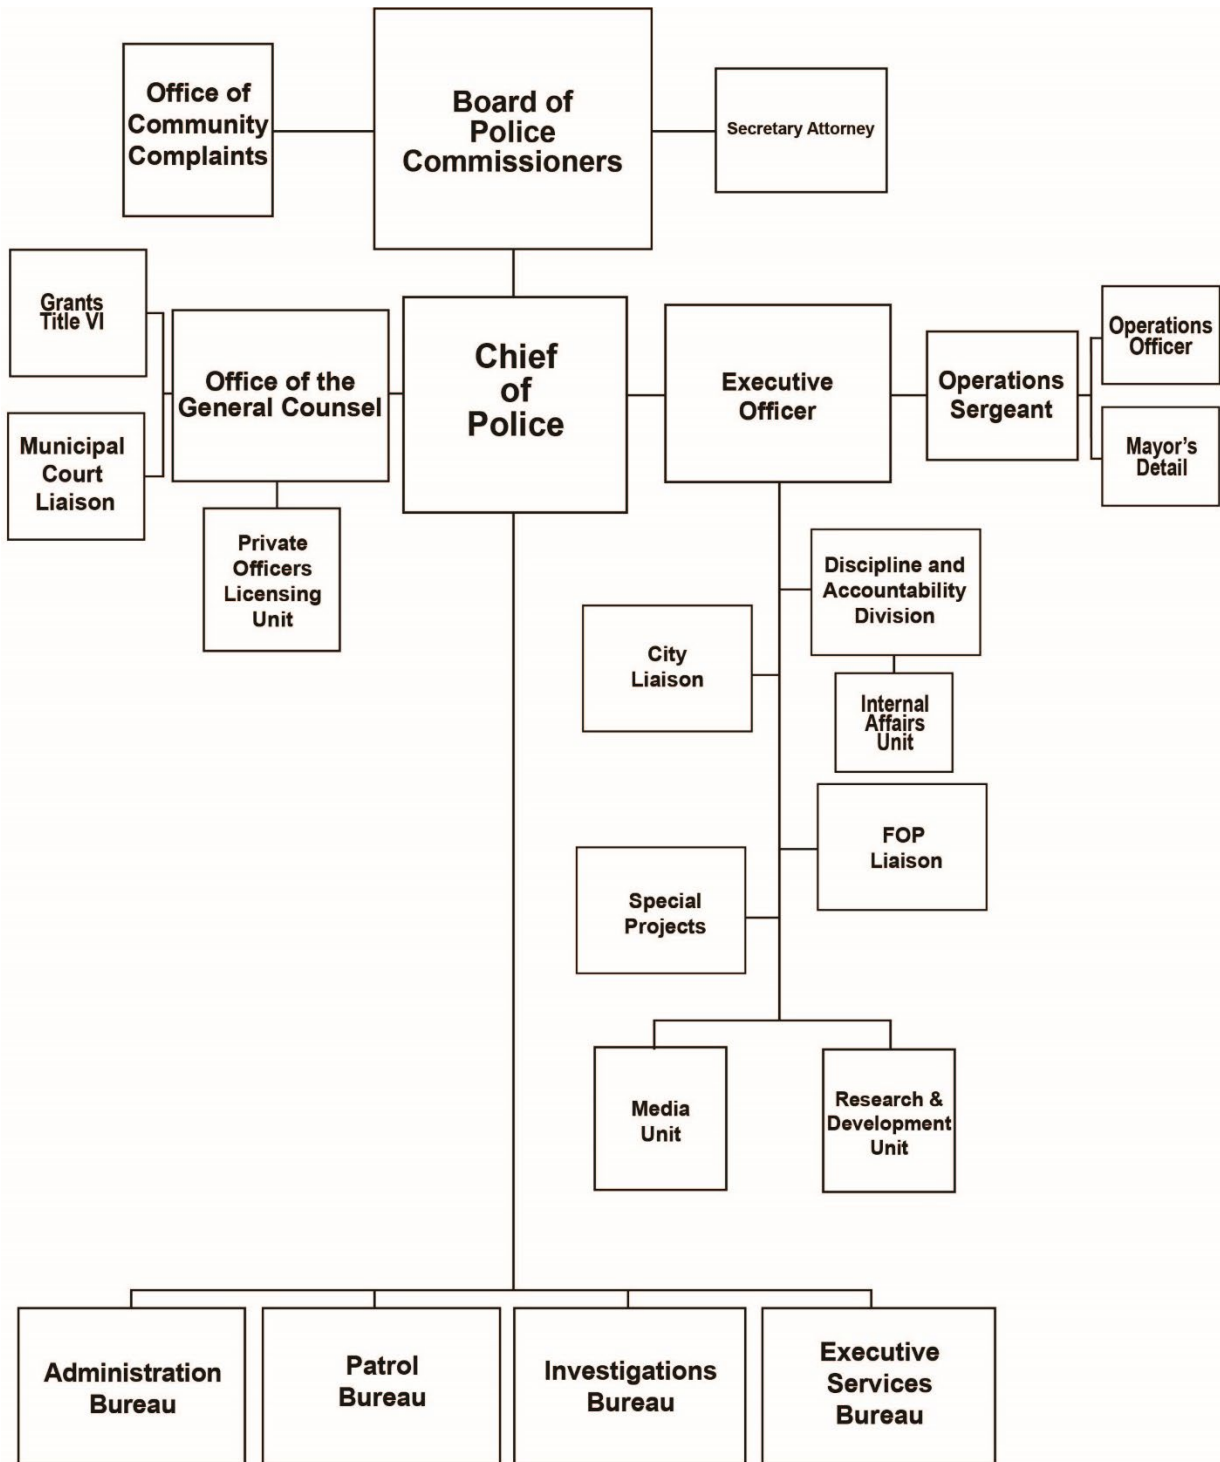 Office of
Community
Complaints
Board of
Police
Commissioners
Secretary Attorney
Grants
Title VI
Municipal
Court
Liaison
Office of the
General Counsel
Private
Officers
Licensing
Unit
Chief
of
Police
Executive
Officer
Operations
Sergeant
Operations
Officer
Mayor's
Detail
Discipline and
Accountability
Division
City
Liaison
Internal
Affairs
Unit
FOP
Liaison
Special
Projects
Media
Unit
Research &
Development
Unit
Administration
Bureau
Patrol
Bureau
Investigations
Bureau
Executive
Services
Bureau